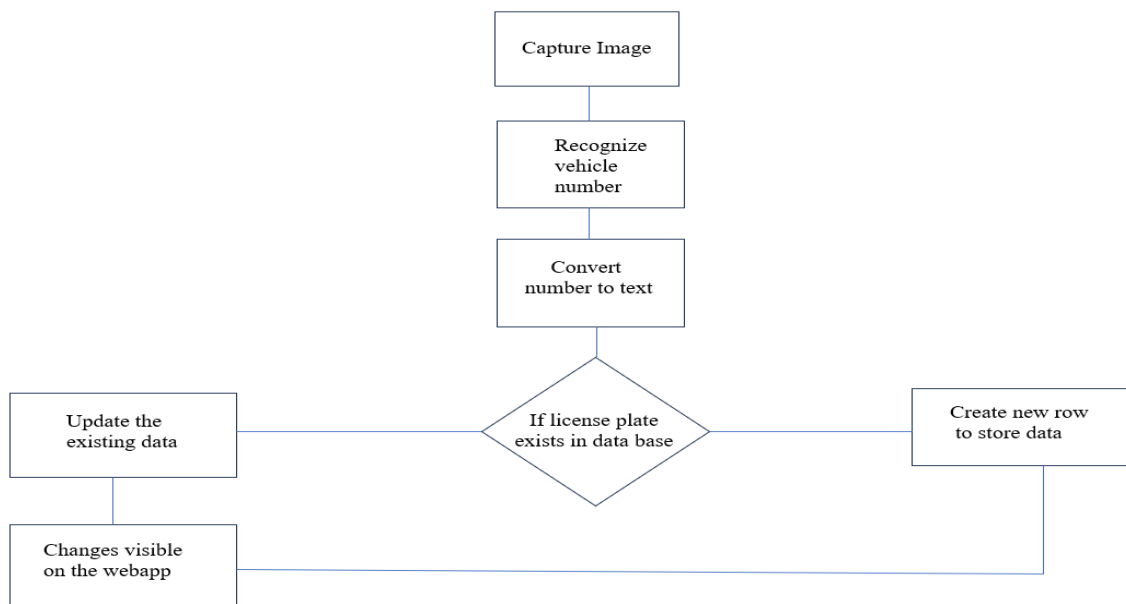 Capture Image
Recognize
vehicle
number
Convert
number to text
If license plate
exists in data base
Update the
existing data
Create new row
to store data
Changes visible
on the webapp